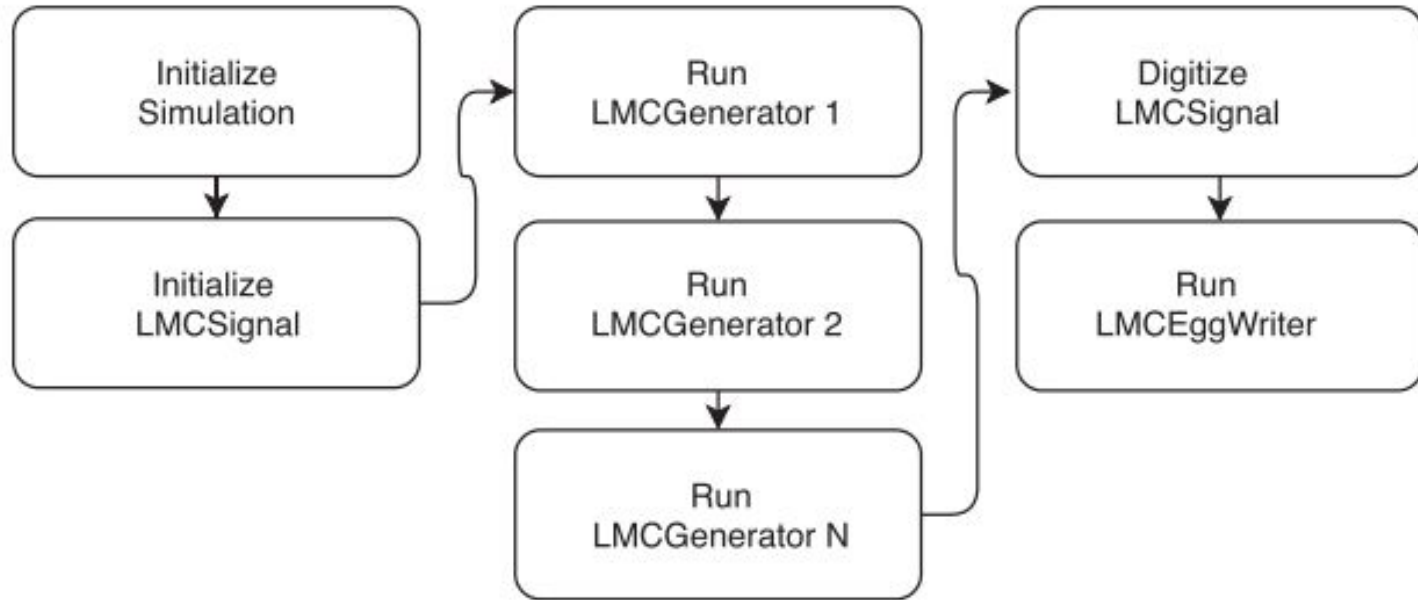 Initialize
Simulation
Initialize
LMCSignal
Run
LMCGenerator 1
Run
LMCGenerator 2
Run
LMCGenerator N
Digitize
LMCSignal
Run
LMCEggWriter